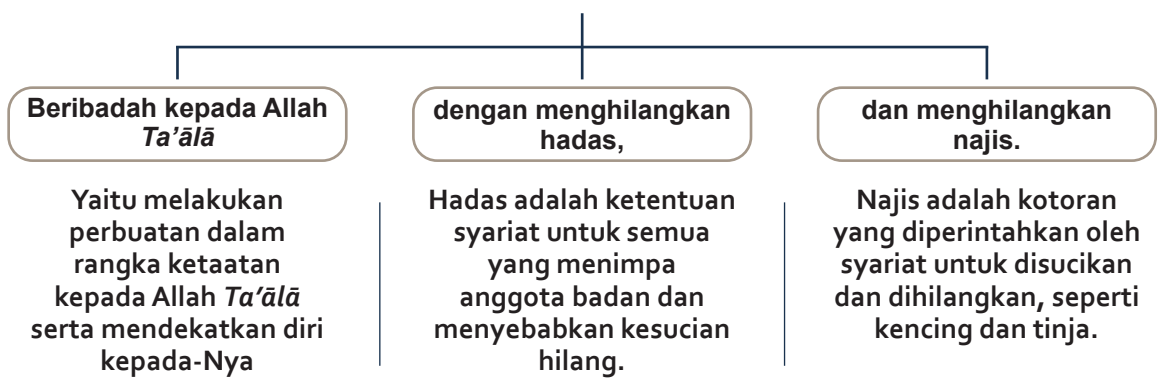 Beribadah kepada Allah
Ta’ālā
dengan menghilangkan
hadas,
dan menghilangkan
najis.
Yaitu melakukan
perbuatan dalam
rangka ketaatan
kepada Allah Ta’ālā
serta mendekatkan diri
kepada-Nya
Hadas adalah ketentuan
syariat untuk semua
yang menimpa
anggota badan dan
menyebabkan kesucian
hilang.
Najis adalah kotoran
yang diperintahkan oleh
syariat untuk disucikan
dan dihilangkan, seperti
kencing dan tinja.